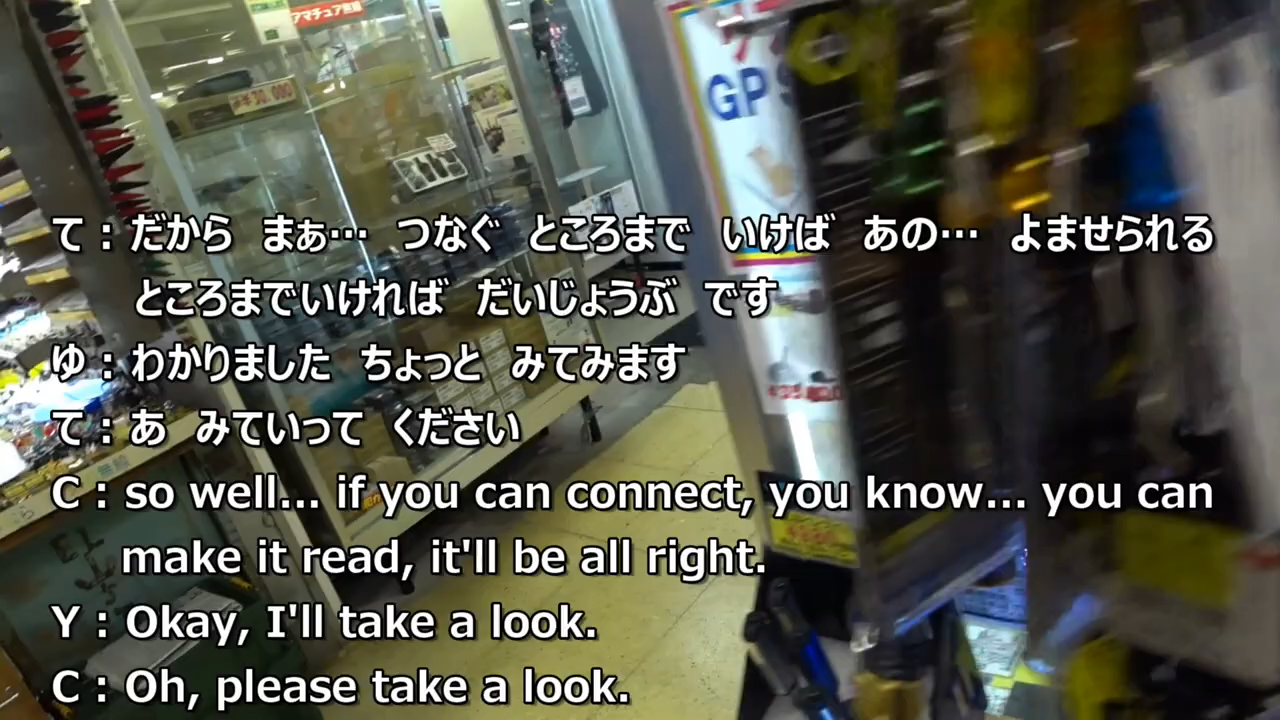 アマチュア無線
GPS
て：だから　まぁ…　つなぐ　ところまで　いけば　あの…　よませられる
ところまでいければ　だいじょうぶ　です
ゆ：わかりました　ちょっと　みてみます
て：あ　みていって　ください
C : so well... if you can connect, you know... you can
make it read, it'll be all right.
Y : Okay, I'll take a look.
C : Oh, please take a look.